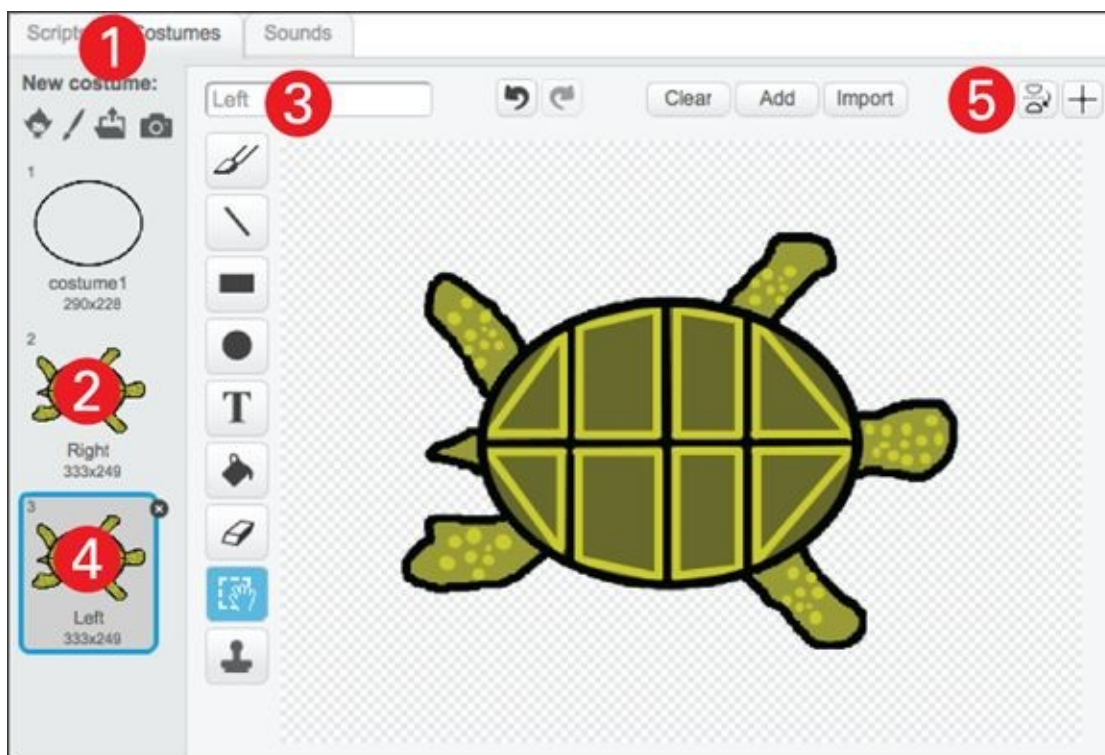 Scripts 1 Costumes Sounds
New costume:
Left 3 Clear Add Import 5
1
costume1
290x228
T
2
2
Right
333x249
3
4
Left
333x249